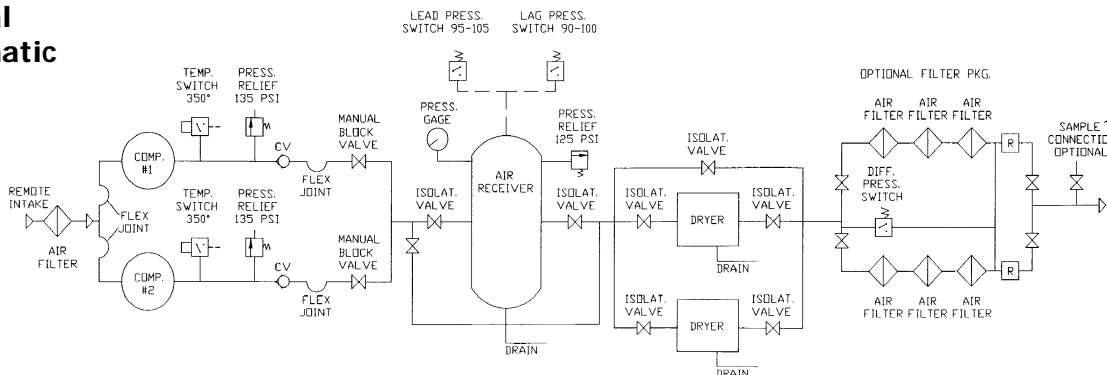 al
natic
LEAD PRESS.
SWITCH 95-105
LAG PRESS.
SWITCH 90-100
TEMP.
SWITCH
350°
PRESS.
RELIEF
135 PSI
MANUAL
BLOCK
VALVE
PRESS.
GAGE
PRESS.
RELIEF
125 PSI
OPTIONAL FILTER PKG.
AIR
FILTER
AIR
FILTER
AIR
FILTER
SAMPLE
CONNECTIO
OPTIONAL
COMP.
#1
CV
FLEX
JOINT
AIR
RECEIVER
ISOLAT.
VALVE
R
REMOTE
INTAKE
FLEX
JOINT
AIR
FILTER
TEMP.
SWITCH
350°
PRESS.
RELIEF
135 PSI
MANUAL
BLOCK
VALVE
ISOLAT.
VALVE
ISOLAT.
VALVE
ISOLAT.
VALVE
DRYER
ISOLAT.
VALVE
DRAIN
DIFF.
PRESS.
SWITCH
COMP.
#2
CV
FLEX
JOINT
DRAIN
ISOLAT.
VALVE
DRYER
ISOLAT.
VALVE
DRAIN
R
AIR
FILTER
AIR
FILTER
AIR
FILTER